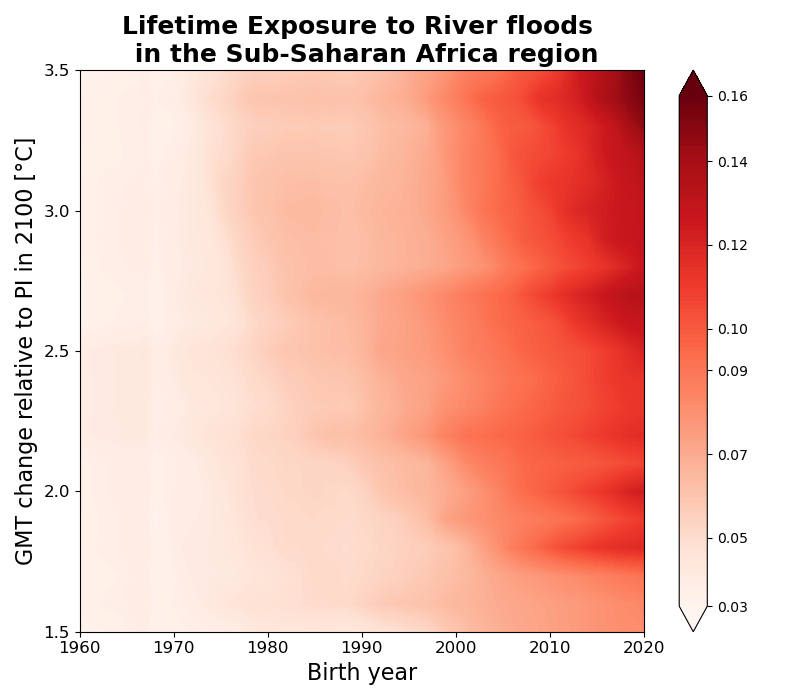 Lifetime Exposure to River floods
in the Sub-Saharan Africa region
GMT change relative to PI in 2100 [°C]
3.5
3.0
2.5
2.0
1.5
1960 1970 1980 1990 2000 2010 2020
Birth year
0.16
0.14
0.12
0.10
0.09
0.07
0.05
0.03